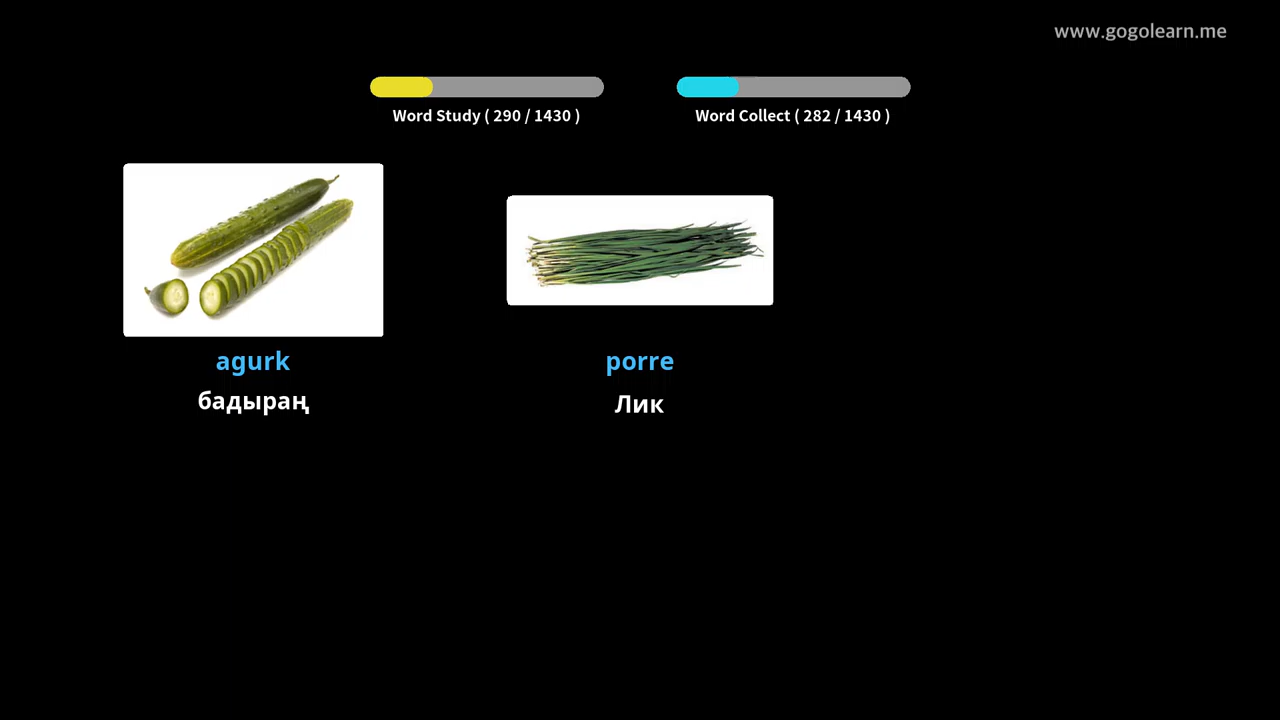 www.gogolearn.me
Word Study ( 290 / 1430 )
Word Collect ( 282 / 1430 )
agurk
porre
бадыраң
Лик